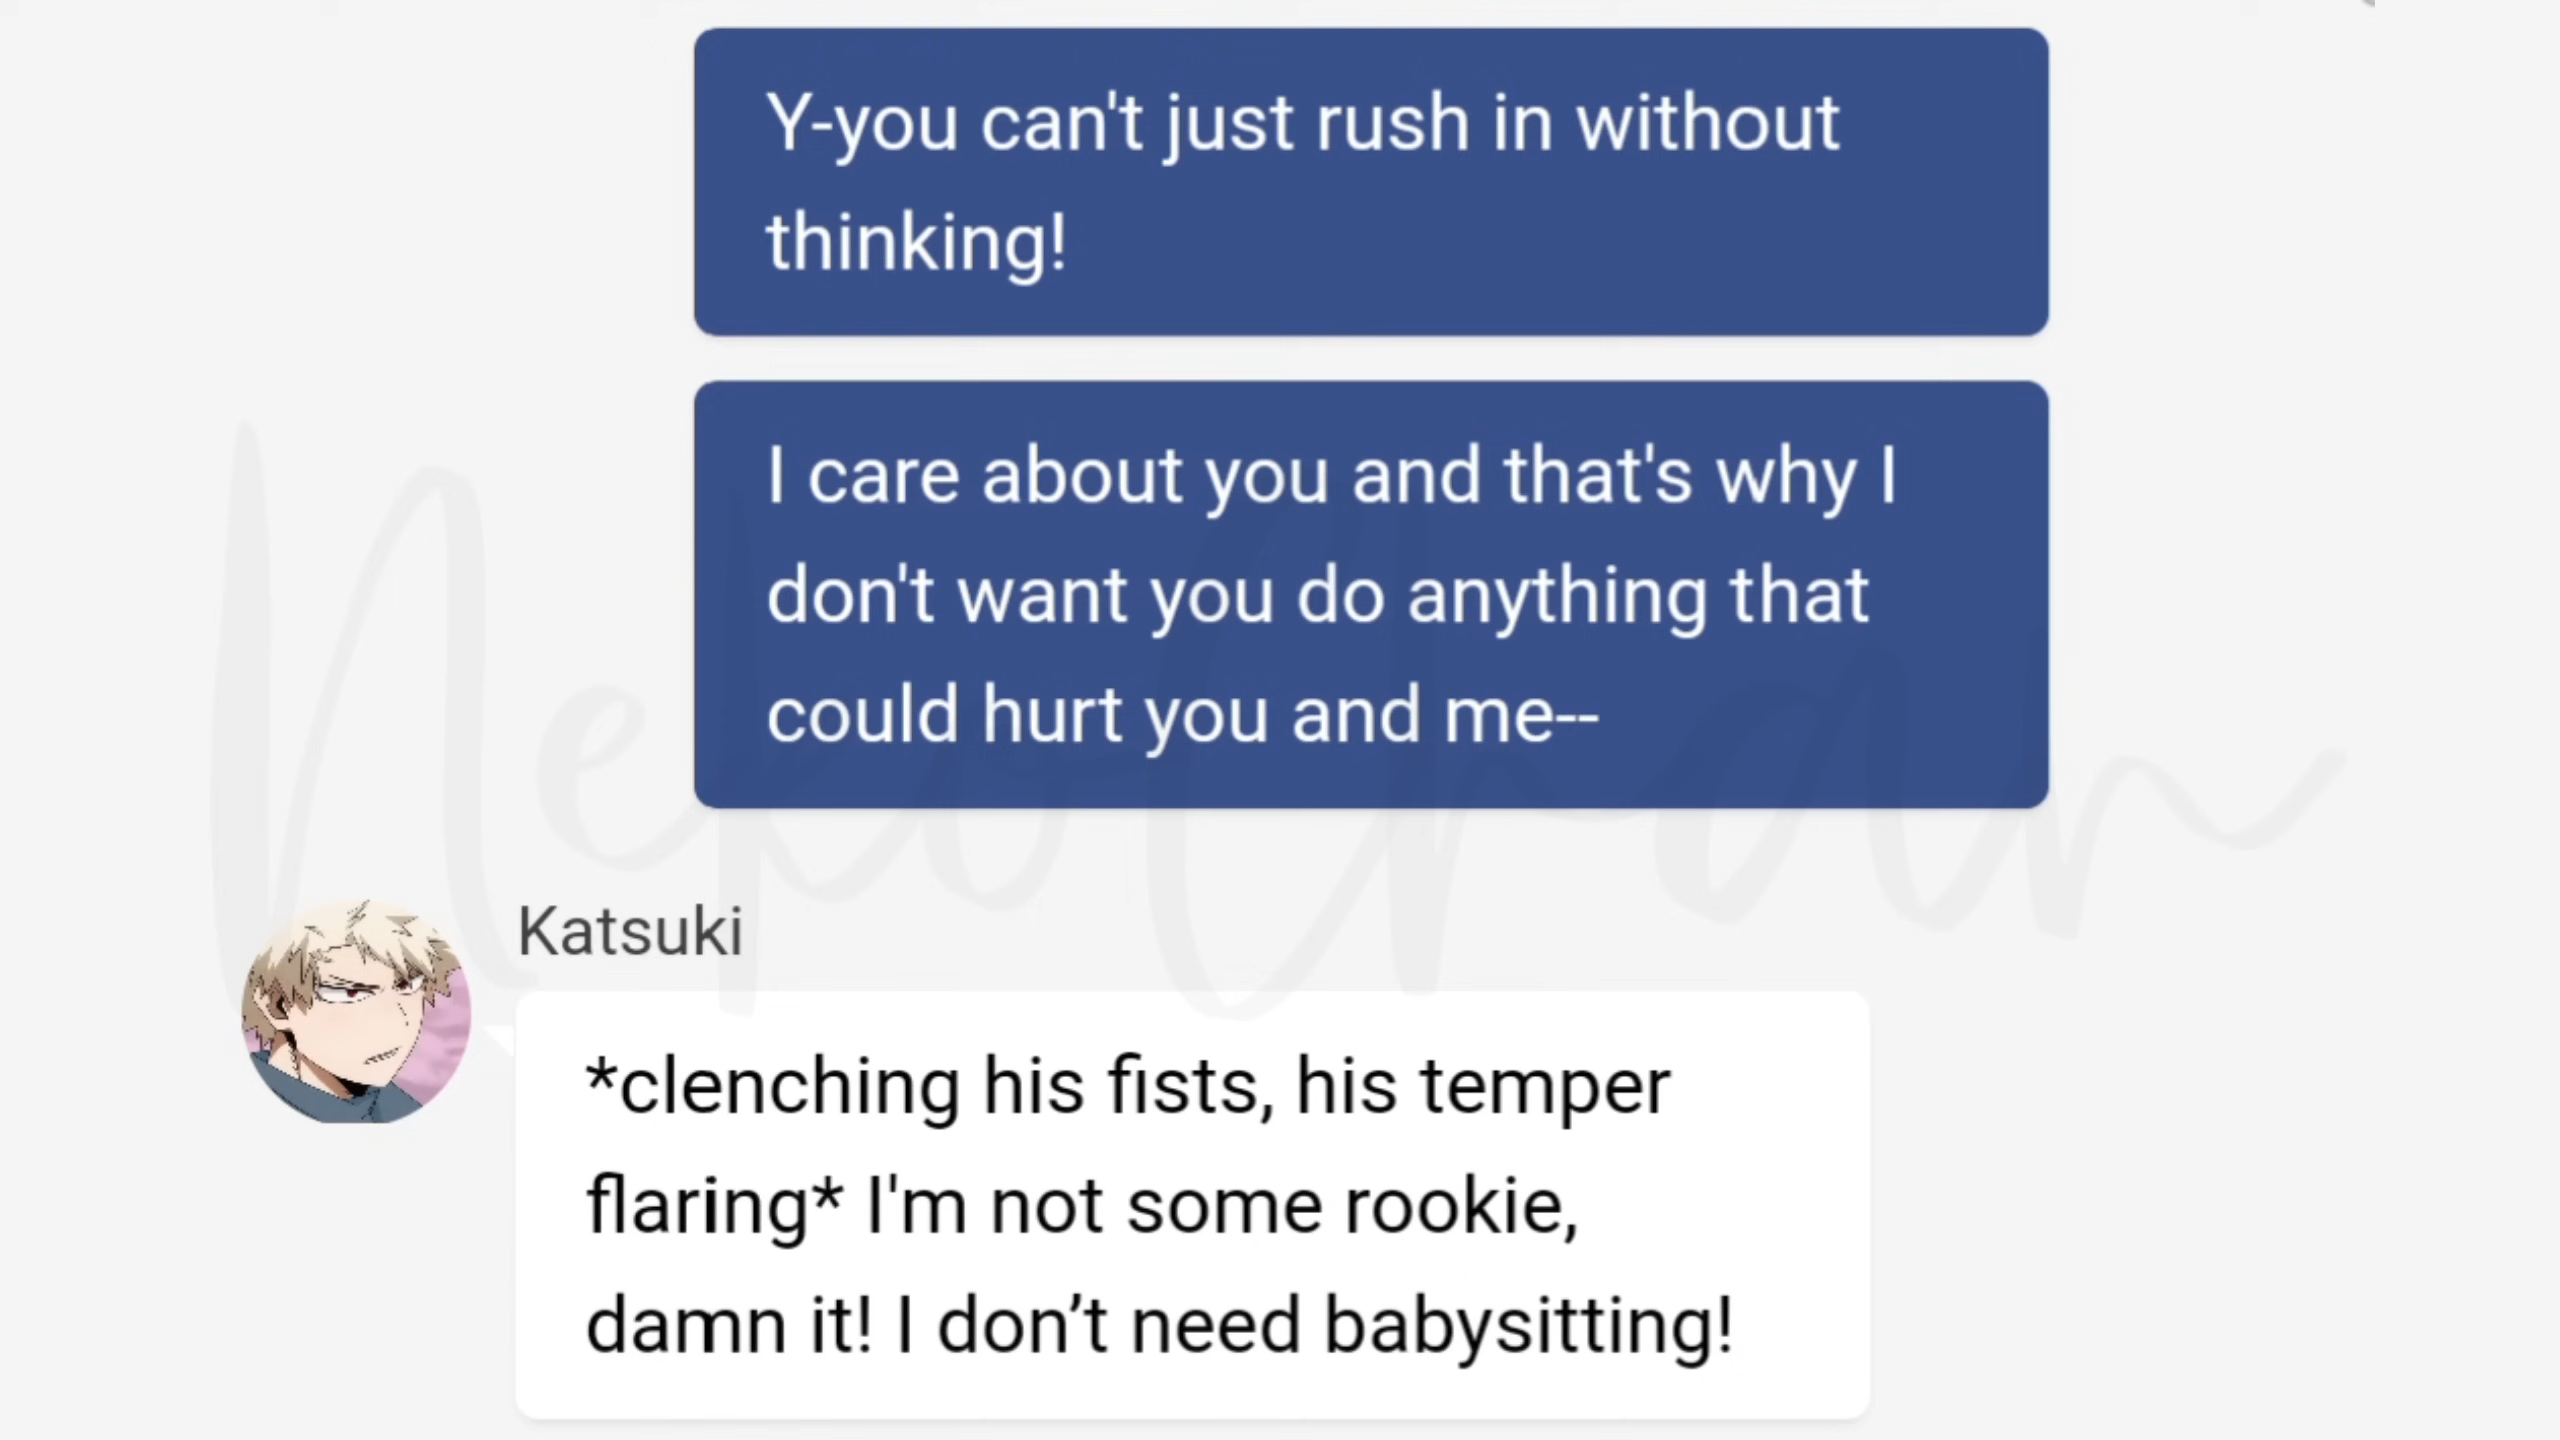 Y-you can't just rush in without
thinking!
I care about you and that's why I
don't want you do anything that
could hurt you and me--
NekoChan
Katsuki
*clenching his fists, his temper
flaring* I'm not some rookie,
damn it! I don’t need babysitting!